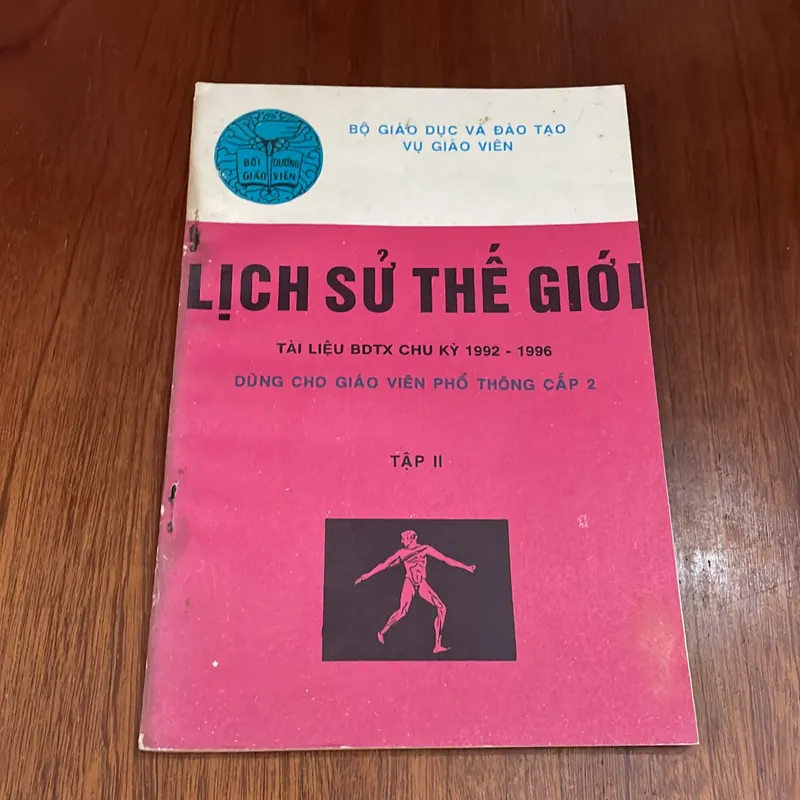 BỘ GIÁO DỤC VÀ ĐÀO TẠO
VỤ GIÁO VIÊN
BỒI DƯỠNG
GIÁO VIÊN
LỊCH SỬ THẾ GIỚI
TÀI LIỆU BDTX CHU KỲ 1992 - 1996
DÙNG CHO GIÁO VIÊN PHỔ THÔNG CẤP 2
TẬP II